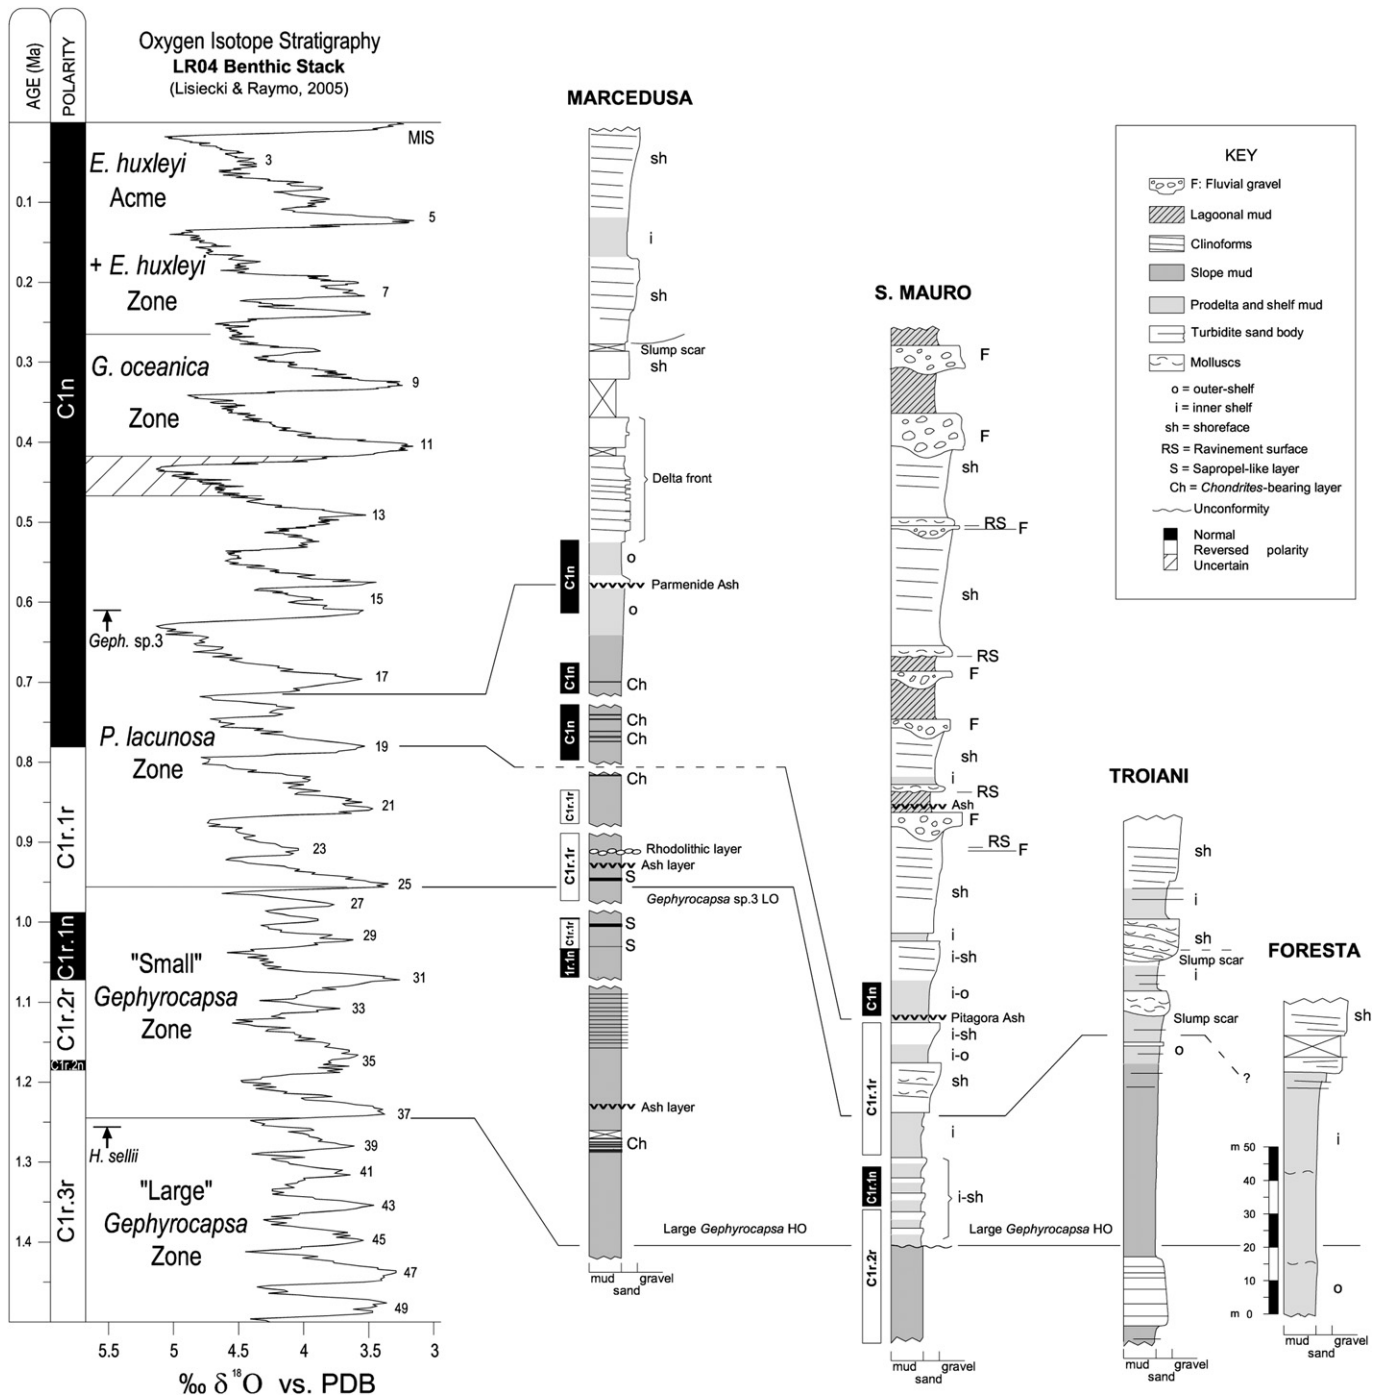 AGE (Ma)
POLARITY
Oxygen Isotope Stratigraphy
LR04 Benthic Stack
(Lisiecki & Raymo, 2005)
MIS
0.1
0.2
0.3
0.4
0.5
0.6
0.7
0.8
0.9
1.0
1.1
1.2
1.3
1.4
C1n
C1r.1r
C1r.1n
C1r.2r
C1r.2n
C1r.3r
E. huxleyi
Acme
+ E. huxleyi
Zone
G. oceanica
Zone
Geph. sp.3
P. lacunosa
Zone
"Small"
Gephyrocapsa
Zone
H. sellii
"Large"
Gephyrocapsa
Zone
3
5
7
9
11
13
15
17
19
21
23
25
27
29
31
33
35
37
39
41
43
45
47
49
5.5
5
4.5
4
3.5
3
‰ δ18O vs. PDB
MARCEDUSA
sh
i
sh
Slump scar
sh
Delta front
C1n
o
Parmenide Ash
o
C1n
Ch
C1n
Ch
Ch
Ch
C1r.1r
C1r.1r
Rhodolithic layer
Ash layer
S
Gephyrocapsa sp.3 LO
C1r.1r
S
S
1r.1n
Ash layer
Ch
Large Gephyrocapsa HO
mud
gravel
sand
S. MAURO
F
F
sh
RS
F
sh
RS
F
F
sh
i
RS
Ash
F
RS
F
sh
i
i-sh
C1n
i-o
Pitagora Ash
i-sh
i-o
C1r.1r
sh
i
C1r.1n
i-sh
C1r.2r
Large Gephyrocapsa HO
mud
gravel
sand
TROIANI
sh
i
sh
Slump scar
i
Slump scar
o
?
mud
gravel
sand
FORESTA
sh
i
o
m 50
40
30
20
10
m 0
mud
gravel
sand
KEY
F: Fluvial gravel
Lagoonal mud
Clinoforms
Slope mud
Prodelta and shelf mud
Turbidite sand body
Molluscs
o = outer-shelf
i = inner shelf
sh = shoreface
RS = Ravinement surface
S = Sapropel-like layer
Ch = Chondrites-bearing layer
Unconformity
Normal
Reversed polarity
Uncertain